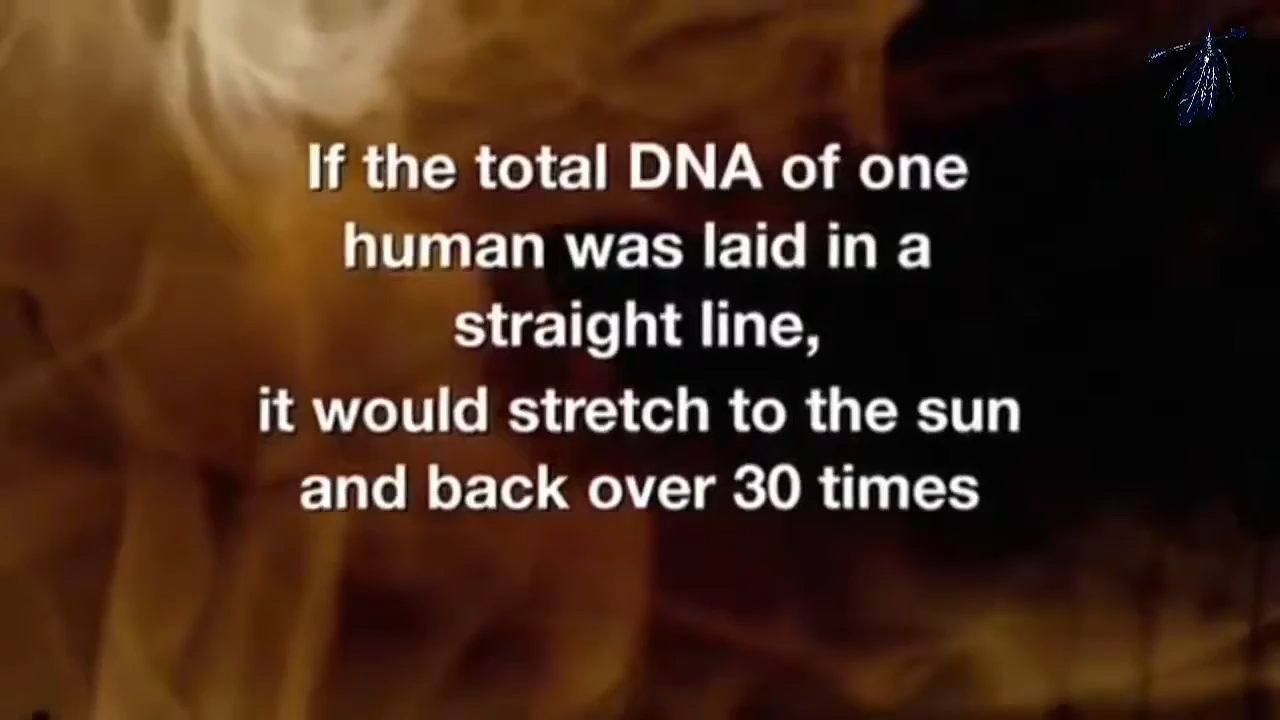 If the total DNA of one
human was laid in a
straight line,
it would stretch to the sun
and back over 30 times